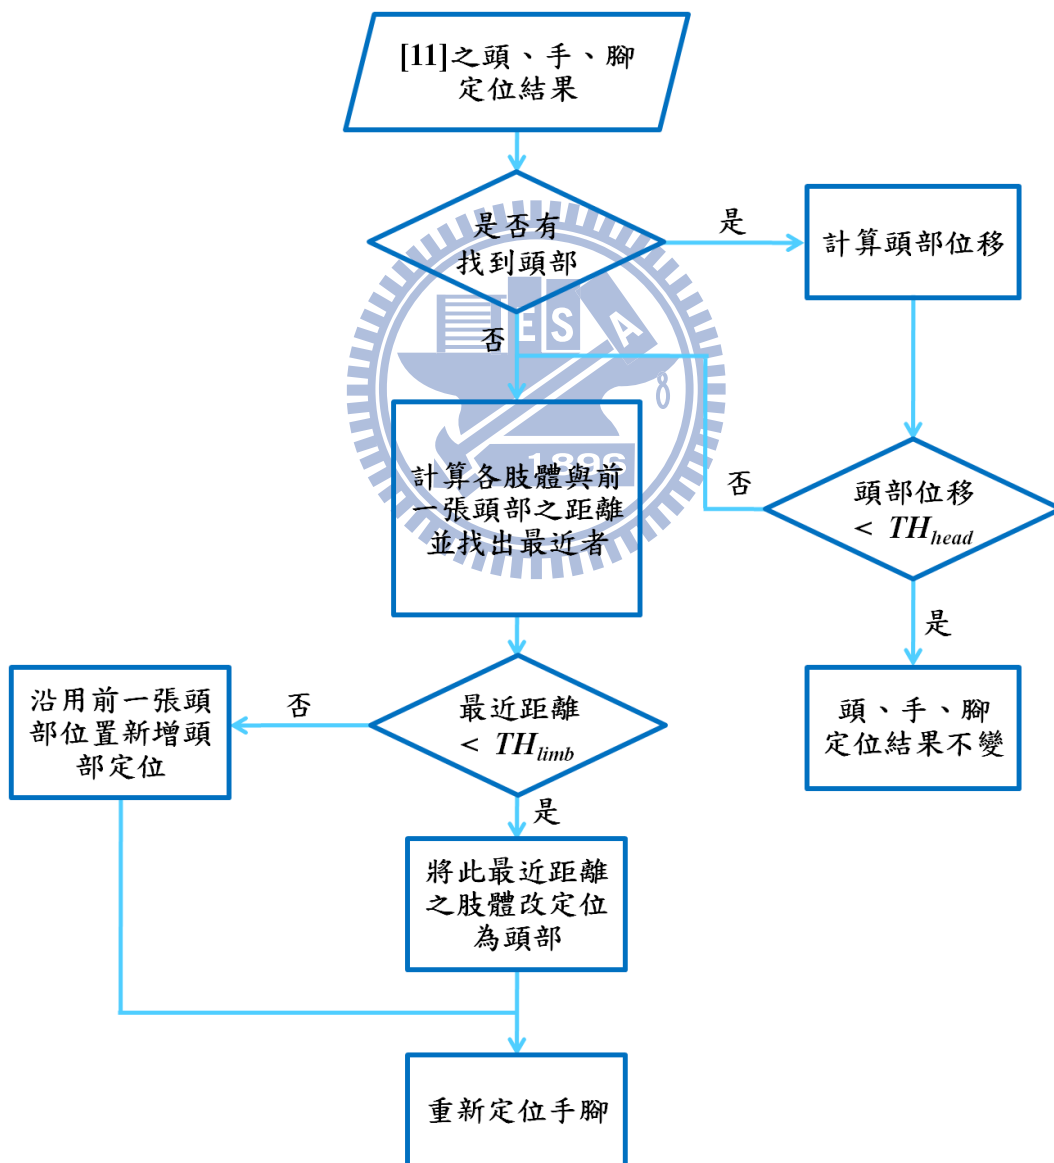 [11]之頭、手、腳
定位結果
是否有
找到頭部
是
計算頭部位移
E S A
否
1896
計算各肢體與前
一張頭部之距離
並找出最近者
否
頭部位移
< TH_head
是
頭、手、腳
定位結果不變
沿用前一張頭
部位置新增頭
部定位
否
最近距離
< TH_limb
是
將此最近距離
之肢體改定位
為頭部
重新定位手腳